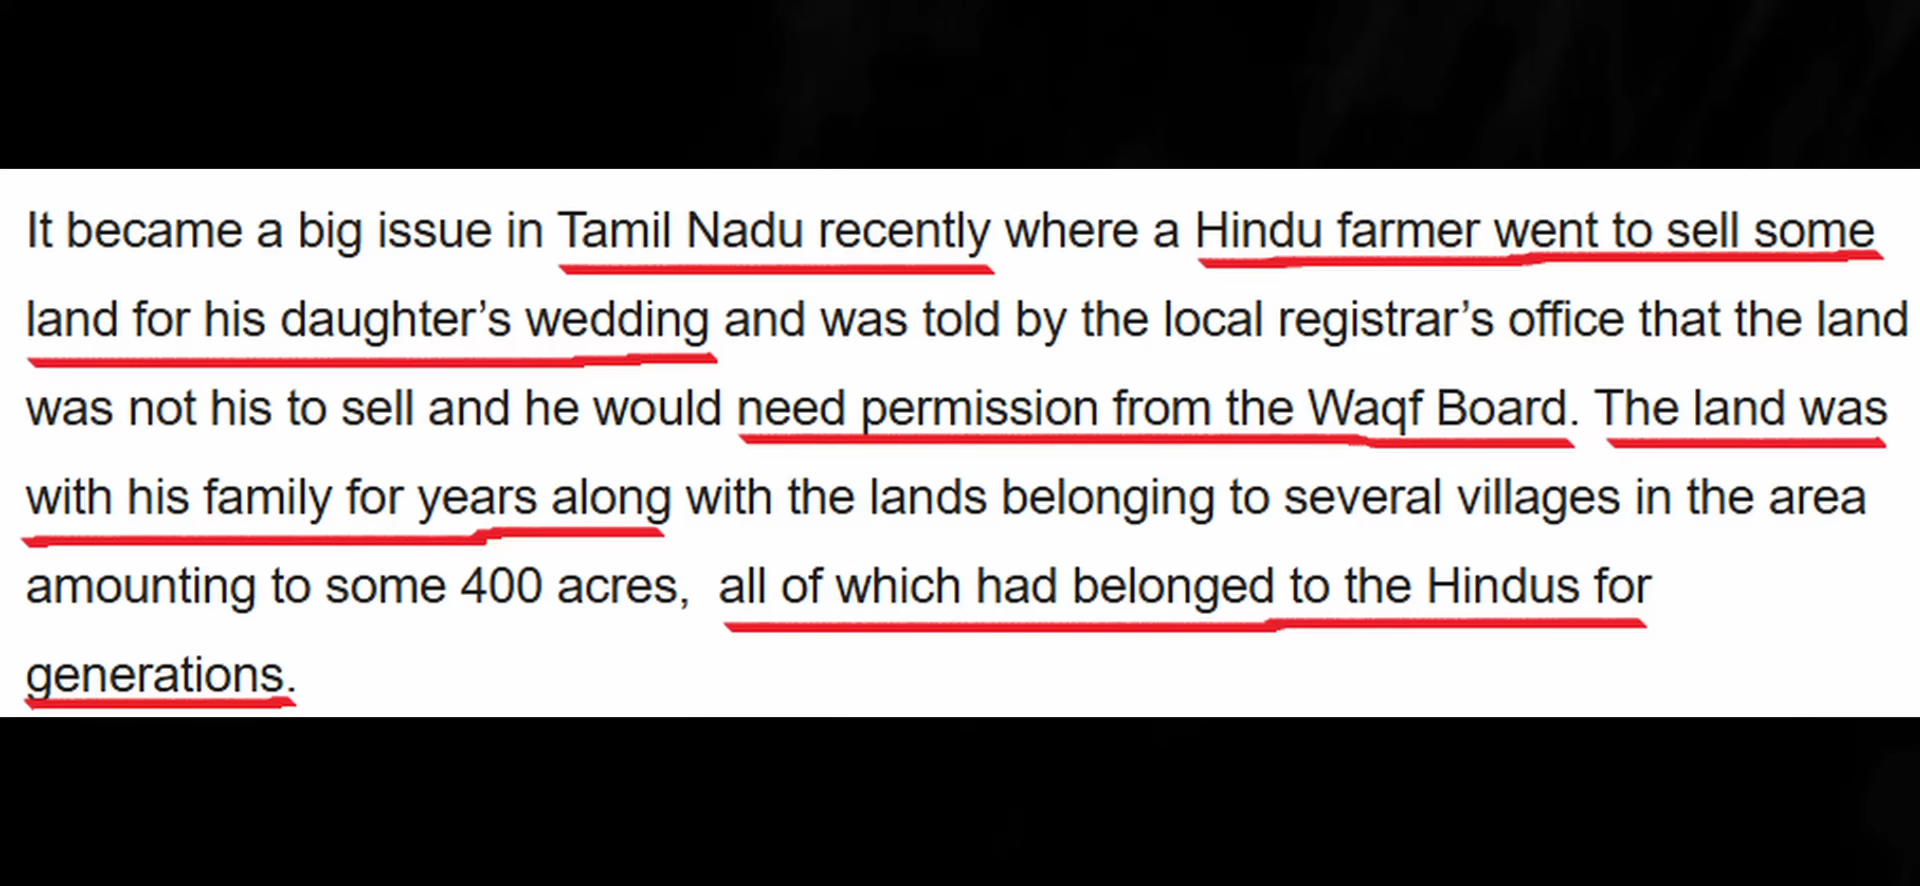 It became a big issue in Tamil Nadu recently where a Hindu farmer went to sell some
land for his daughter’s wedding and was told by the local registrar’s office that the land
was not his to sell and he would need permission from the Waqf Board. The land was
with his family for years along with the lands belonging to several villages in the area
amounting to some 400 acres,  all of which had belonged to the Hindus for
generations.